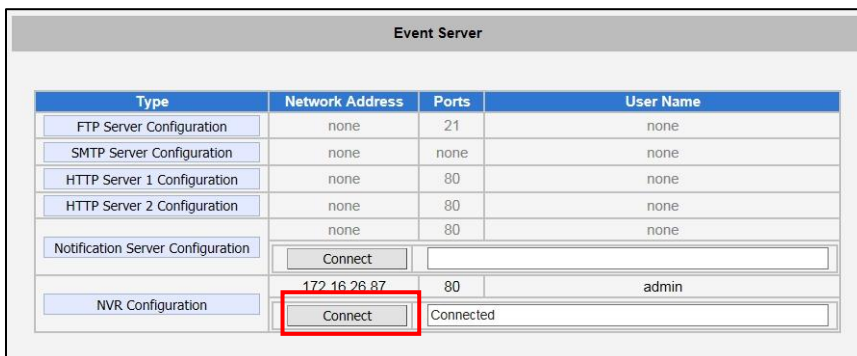 Event Server
Type Network Address Ports User Name
FTP Server Configuration none 21 none
SMTP Server Configuration none none none
HTTP Server 1 Configuration none 80 none
HTTP Server 2 Configuration none 80 none
none 80 none
Notification Server Configuration
Connect
172.16.26.87 80 admin
NVR Configuration
Connect Connected